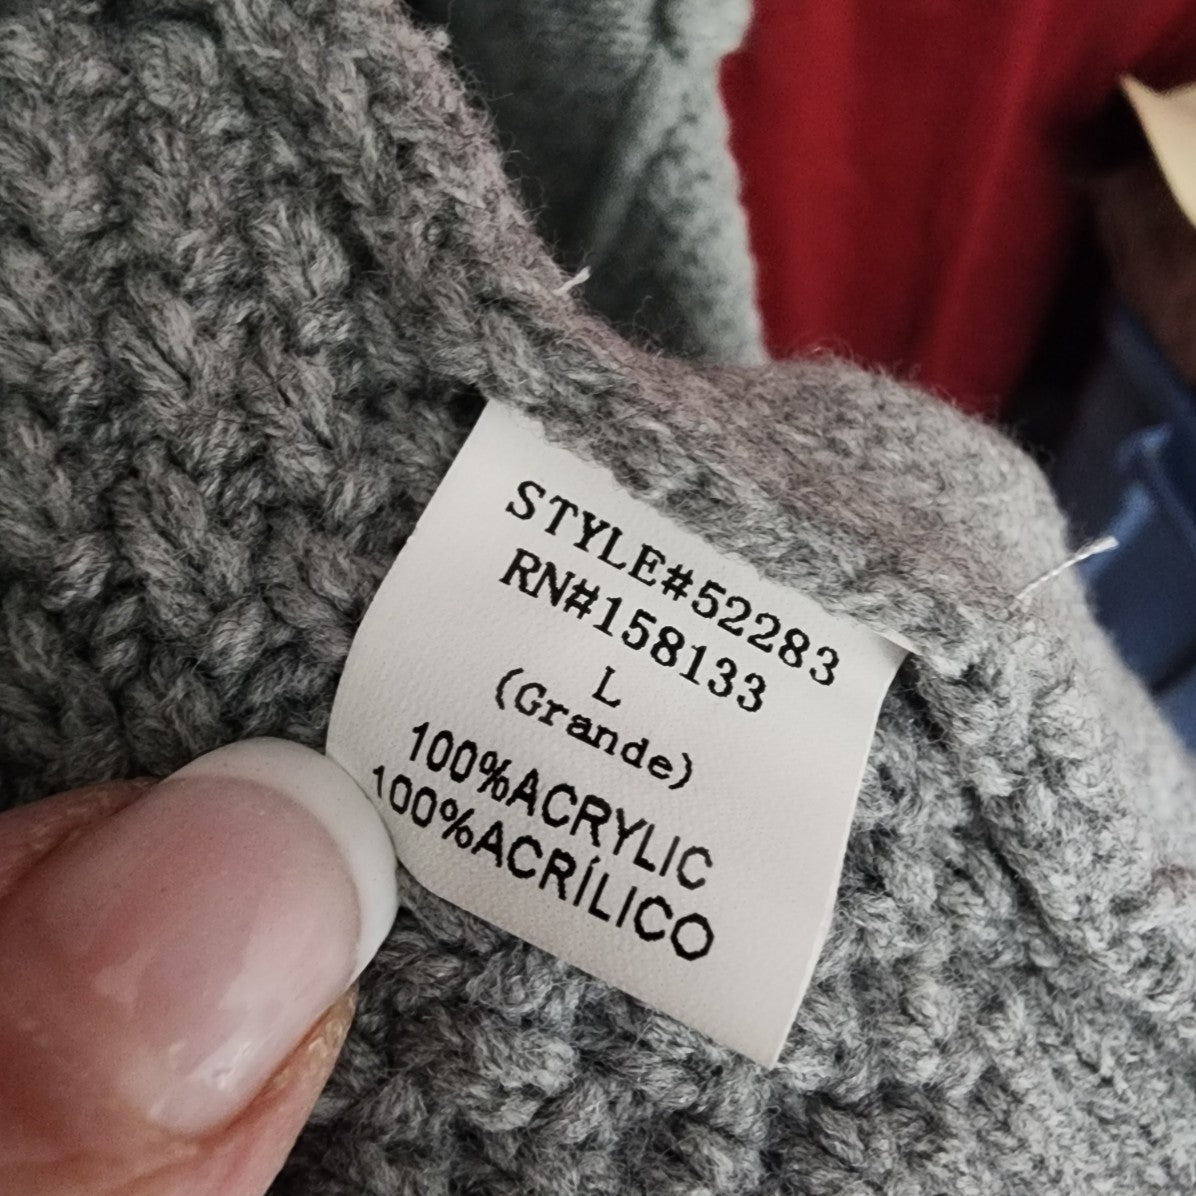 STYLE#52283
RN#158133
L
(Grande)
100%ACRYLIC
100%ACRÍLICO